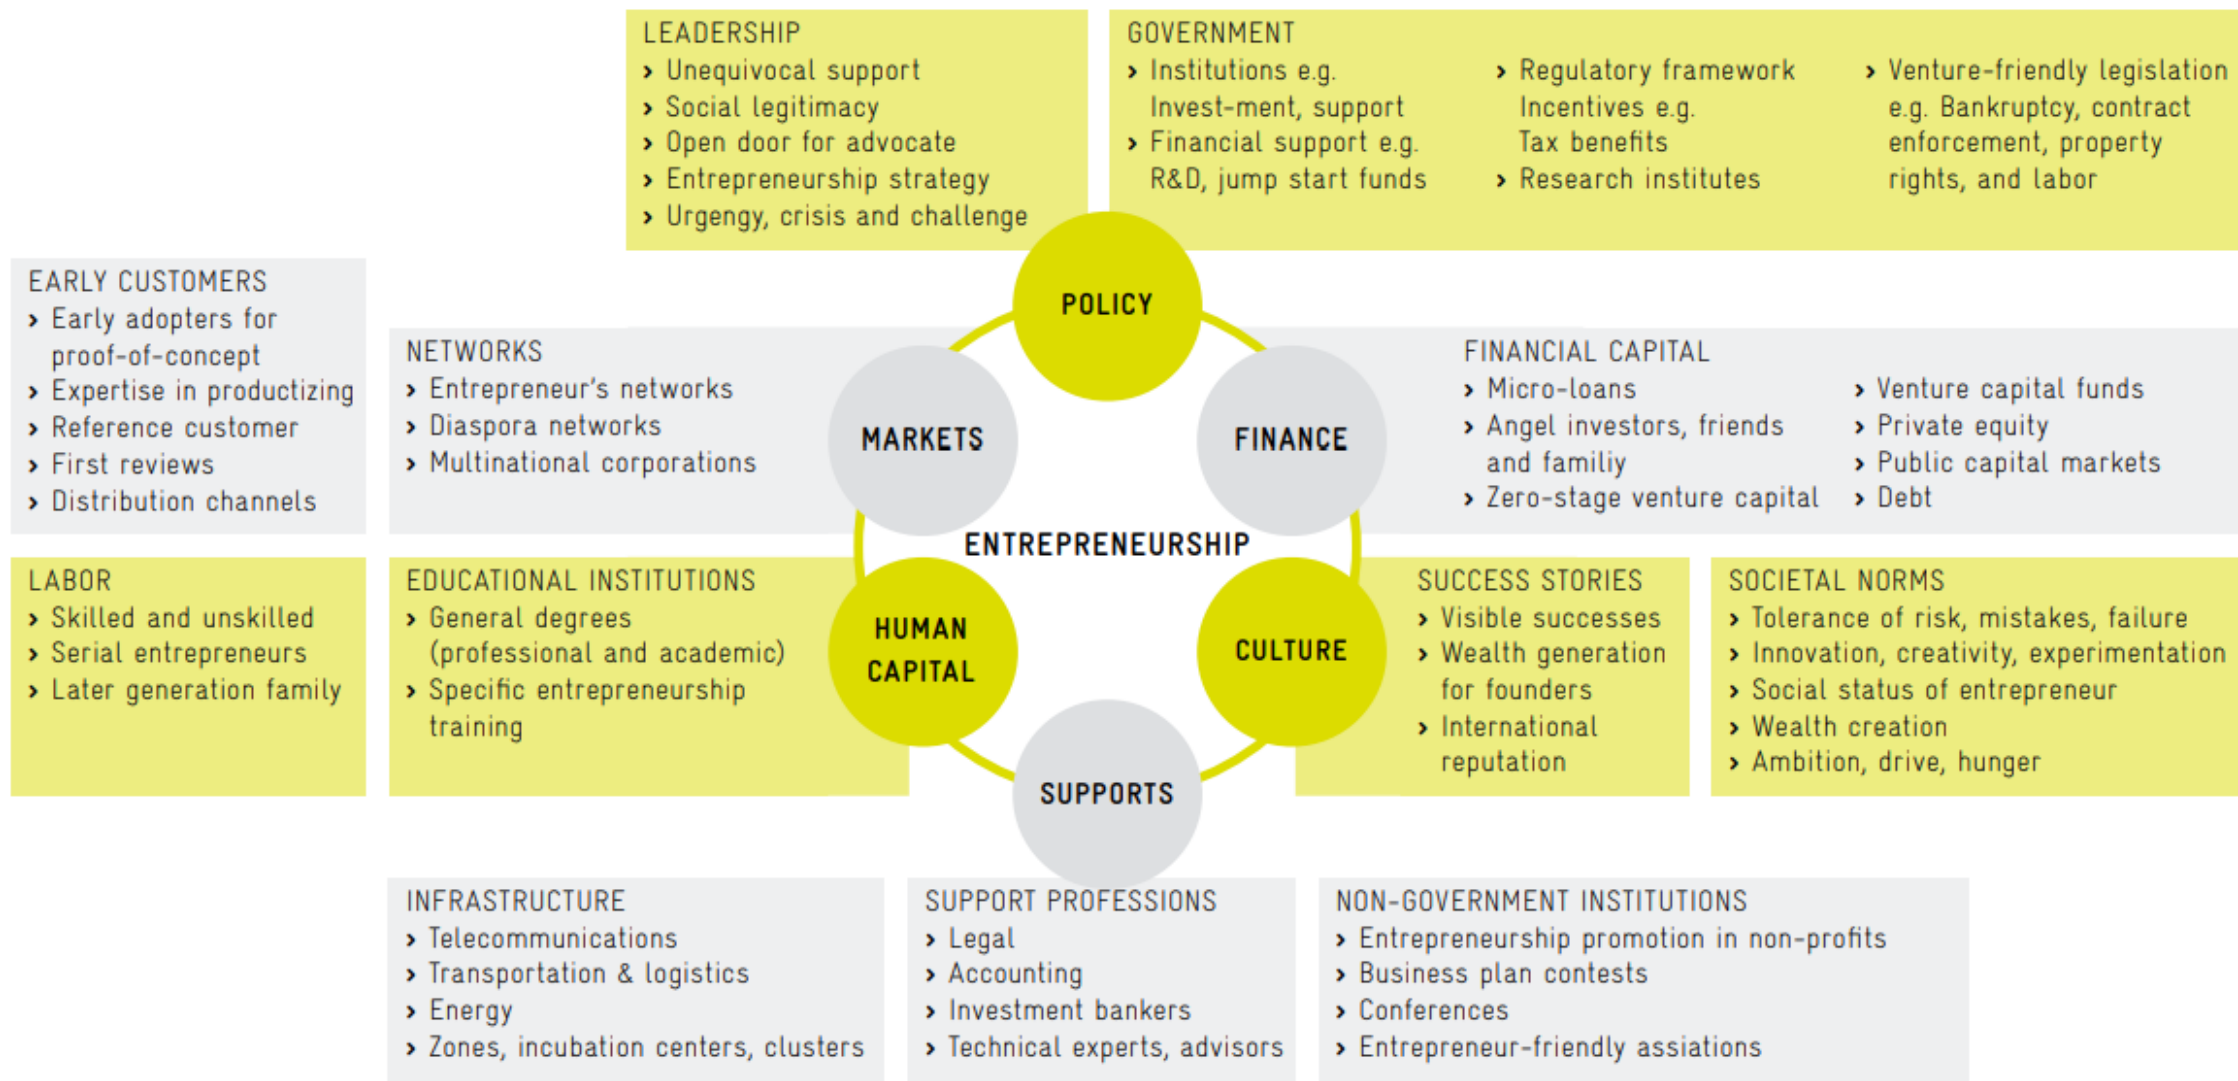 LEADERSHIP
› Unequivocal support
› Social legitimacy
› Open door for advocate
› Entrepreneurship strategy
› Urgengy, crisis and challenge
GOVERNMENT
› Institutions e.g.
Invest-ment, support
› Financial support e.g.
R&D, jump start funds
› Regulatory framework
Incentives e.g.
Tax benefits
› Research institutes
› Venture-friendly legislation
e.g. Bankruptcy, contract
enforcement, property
rights, and labor
POLICY
EARLY CUSTOMERS
› Early adopters for
proof-of-concept
› Expertise in productizing
› Reference customer
› First reviews
› Distribution channels
NETWORKS
› Entrepreneur's networks
› Diaspora networks
› Multinational corporations
MARKETS
FINANCE
FINANCIAL CAPITAL
› Micro-loans
› Angel investors, friends
and familiy
› Zero-stage venture capital
› Venture capital funds
› Private equity
› Public capital markets
› Debt
ENTREPRENEURSHIP
LABOR
› Skilled and unskilled
› Serial entrepreneurs
› Later generation family
EDUCATIONAL INSTITUTIONS
› General degrees
(professional and academic)
› Specific entrepreneurship
training
HUMAN
CAPITAL
CULTURE
SUCCESS STORIES
› Visible successes
› Wealth generation
for founders
› International
reputation
SOCIETAL NORMS
› Tolerance of risk, mistakes, failure
› Innovation, creativity, experimentation
› Social status of entrepreneur
› Wealth creation
› Ambition, drive, hunger
SUPPORTS
INFRASTRUCTURE
› Telecommunications
› Transportation & logistics
› Energy
› Zones, incubation centers, clusters
SUPPORT PROFESSIONS
› Legal
› Accounting
› Investment bankers
› Technical experts, advisors
NON-GOVERNMENT INSTITUTIONS
› Entrepreneurship promotion in non-profits
› Business plan contests
› Conferences
› Entrepreneur-friendly assiations